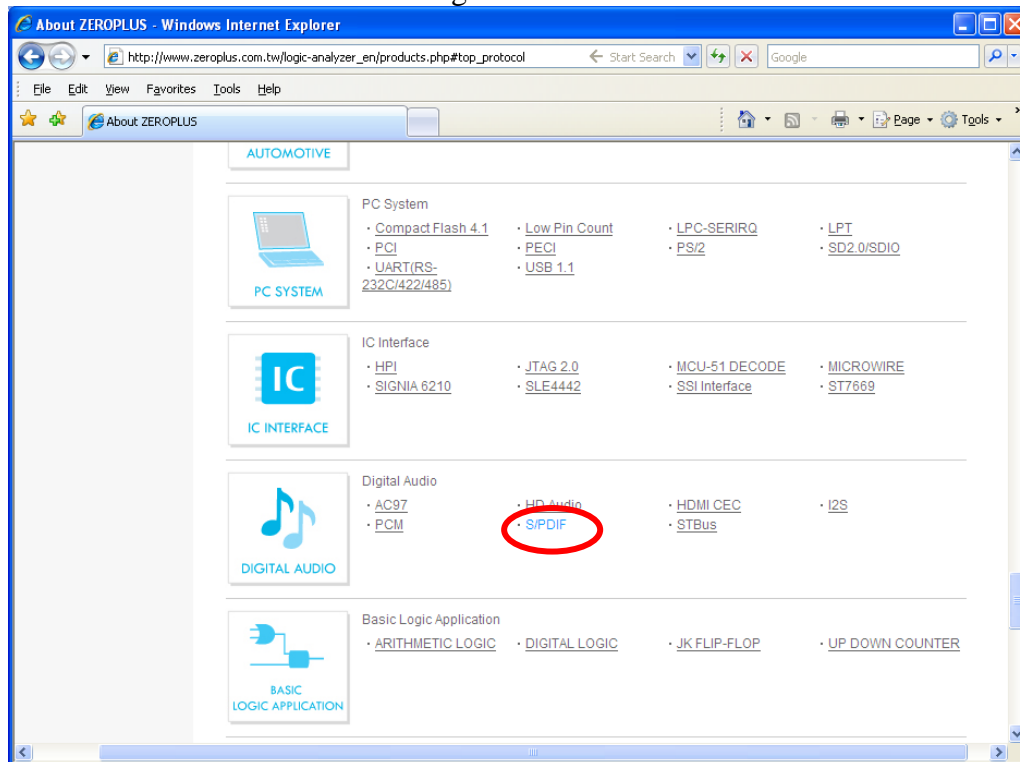 About ZEROPLUS - Windows Internet Explorer
http://www.zeroplus.com.tw/logic-analyzer_en/products.php#top_protocol
Start Search
Google
File Edit View Favorites Tools Help
About ZEROPLUS
Page Tools
AUTOMOTIVE
PC System
· Compact Flash 4.1 · Low Pin Count · LPC-SERIRQ · LPT
· PCI · PECI · PS/2 · SD2.0/SDIO
· UART(RS-232C/422/485) · USB 1.1
PC SYSTEM
IC Interface
· HPI · JTAG 2.0 · MCU-51 DECODE · MICROWIRE
· SIGNIA 6210 · SLE4442 · SSI Interface · ST7669
IC
IC INTERFACE
Digital Audio
· AC97 · HD Audio · HDMI CEC · I2S
· PCM · S/PDIF · STBus
DIGITAL AUDIO
Basic Logic Application
· ARITHMETIC LOGIC · DIGITAL LOGIC · JK FLIP-FLOP · UP DOWN COUNTER
BASIC
LOGIC APPLICATION